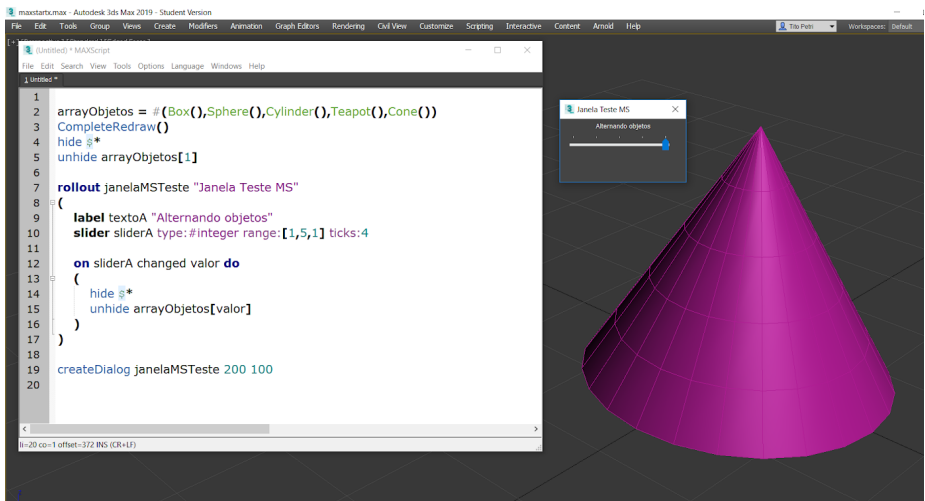 maxstartx.max - Autodesk 3ds Max 2019 - Student Version
File Edit Tools Group Views Create Modifiers Animation Graph Editors Rendering Civil View Customize Scripting Interactive Content Arnold Help Tito Petri Workspaces: Default
(Untitled) * MAXScript
File Edit Search View Tools Options Language Windows Help
1 Untitled *
1
2 arrayObjetos = #(Box(),Sphere(),Cylinder(),Teapot(),Cone())
3 CompleteRedraw()
4 hide $*
5 unhide arrayObjetos[1]
6
7 rollout janelaMSTeste "Janela Teste MS"
8 (
9 label textoA "Alternando objetos"
10 slider sliderA type:#integer range:[1,5,1] ticks:4
11
12 on sliderA changed valor do
13 (
14 hide $*
15 unhide arrayObjetos[valor]
16 )
17 )
18
19 createDialog janelaMSTeste 200 100
20
li=20 co=1 offset=372 INS (CR+LF)
Janela Teste MS
Alternando objetos